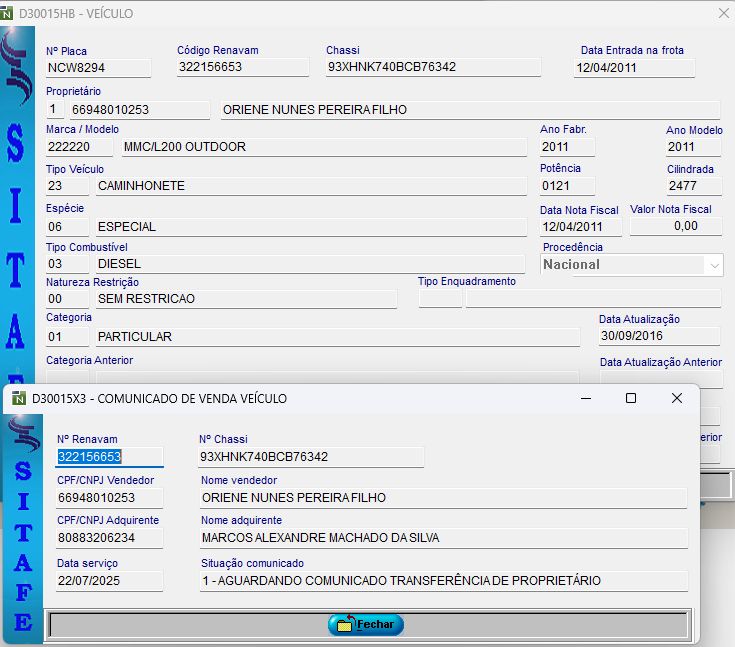 D30015HB - VEÍCULO
Nº Placa Código Renavam Chassi Data Entrada na frota
NCW8294 322156653 93XHNK740BCB76342 12/04/2011
Proprietário
1 66948010253 ORIENE NUNES PEREIRA FILHO
Marca / Modelo Ano Fabr. Ano Modelo
222220 MMC/L200 OUTDOOR 2011 2011
Tipo Veículo Potência Cilindrada
23 CAMINHONETE 0121 2477
Espécie Data Nota Fiscal Valor Nota Fiscal
06 ESPECIAL 12/04/2011 0,00
Tipo Combustível Procedência
03 DIESEL Nacional
Natureza Restrição Tipo Enquadramento
00 SEM RESTRICAO
Categoria Data Atualização
01 PARTICULAR 30/09/2016
Categoria Anterior Data Atualização Anterior
S I T A
D30015X3 - COMUNICADO DE VENDA VEÍCULO
erior
Nº Renavam Nº Chassi
322156653 93XHNK740BCB76342
CPF/CNPJ Vendedor Nome vendedor
66948010253 ORIENE NUNES PEREIRA FILHO
CPF/CNPJ Adquirente Nome adquirente
80883206234 MARCOS ALEXANDRE MACHADO DA SILVA
Data serviço Situação comunicado
22/07/2025 1 - AGUARDANDO COMUNICADO TRANSFERÊNCIA DE PROPRIETÁRIO
S I T A F E
Fechar